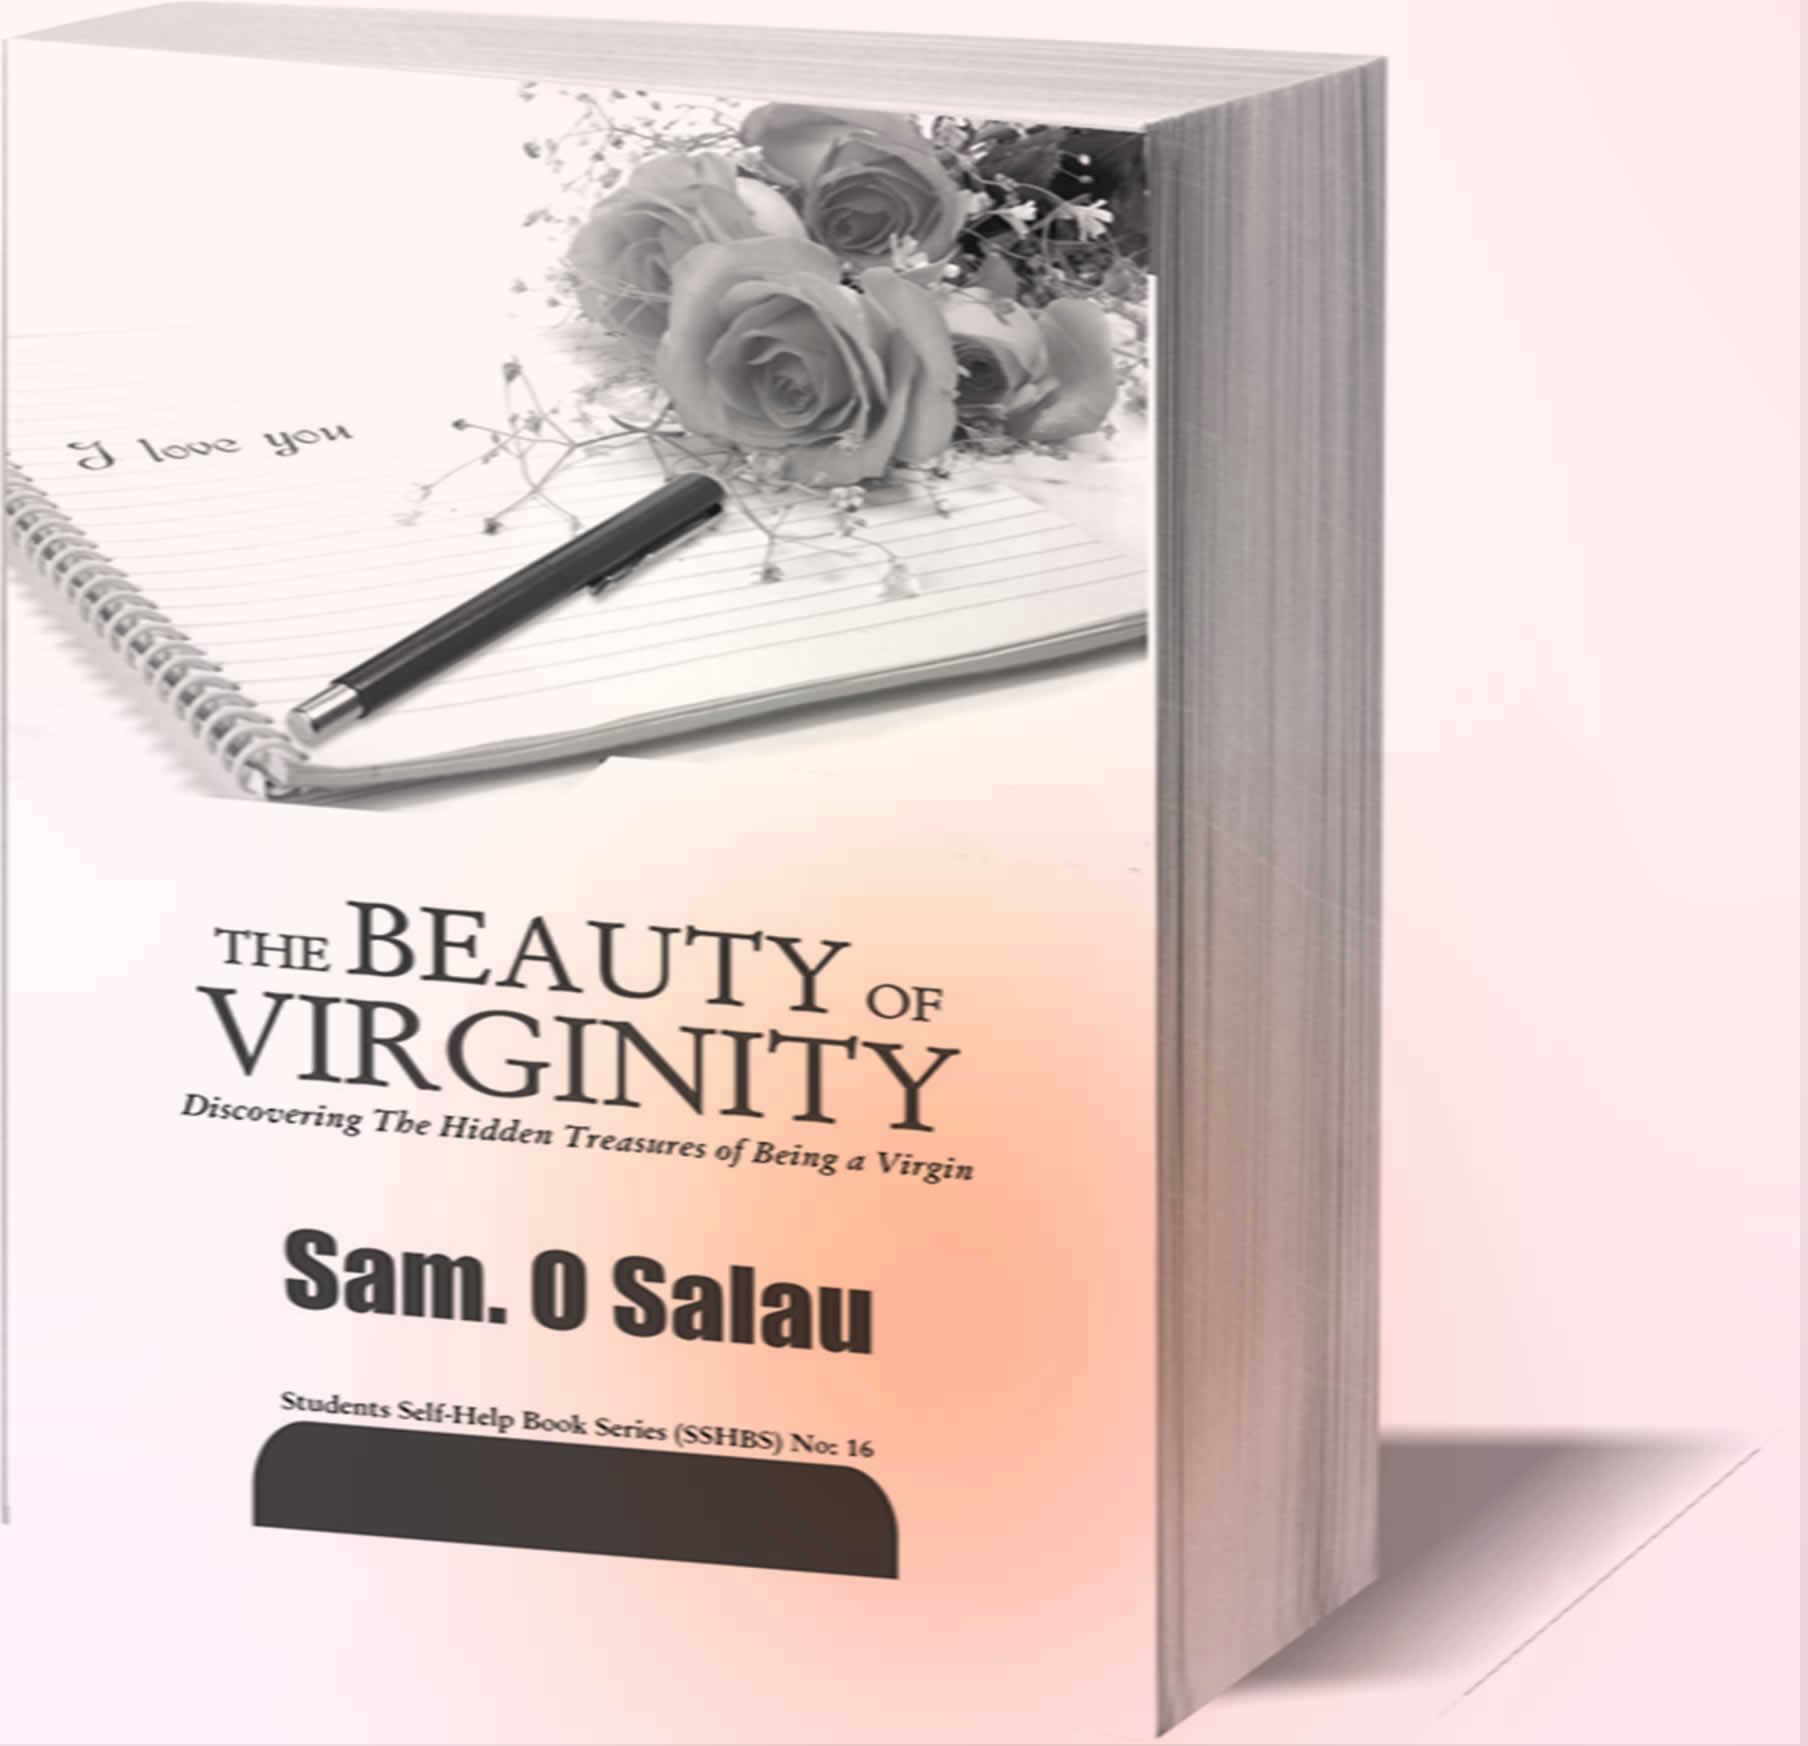 I love you
THE BEAUTY OF
VIRGINITY
Discovering The Hidden Treasures of Being a Virgin
Sam. O Salau
Students Self-Help Book Series (SSHBS) No: 16